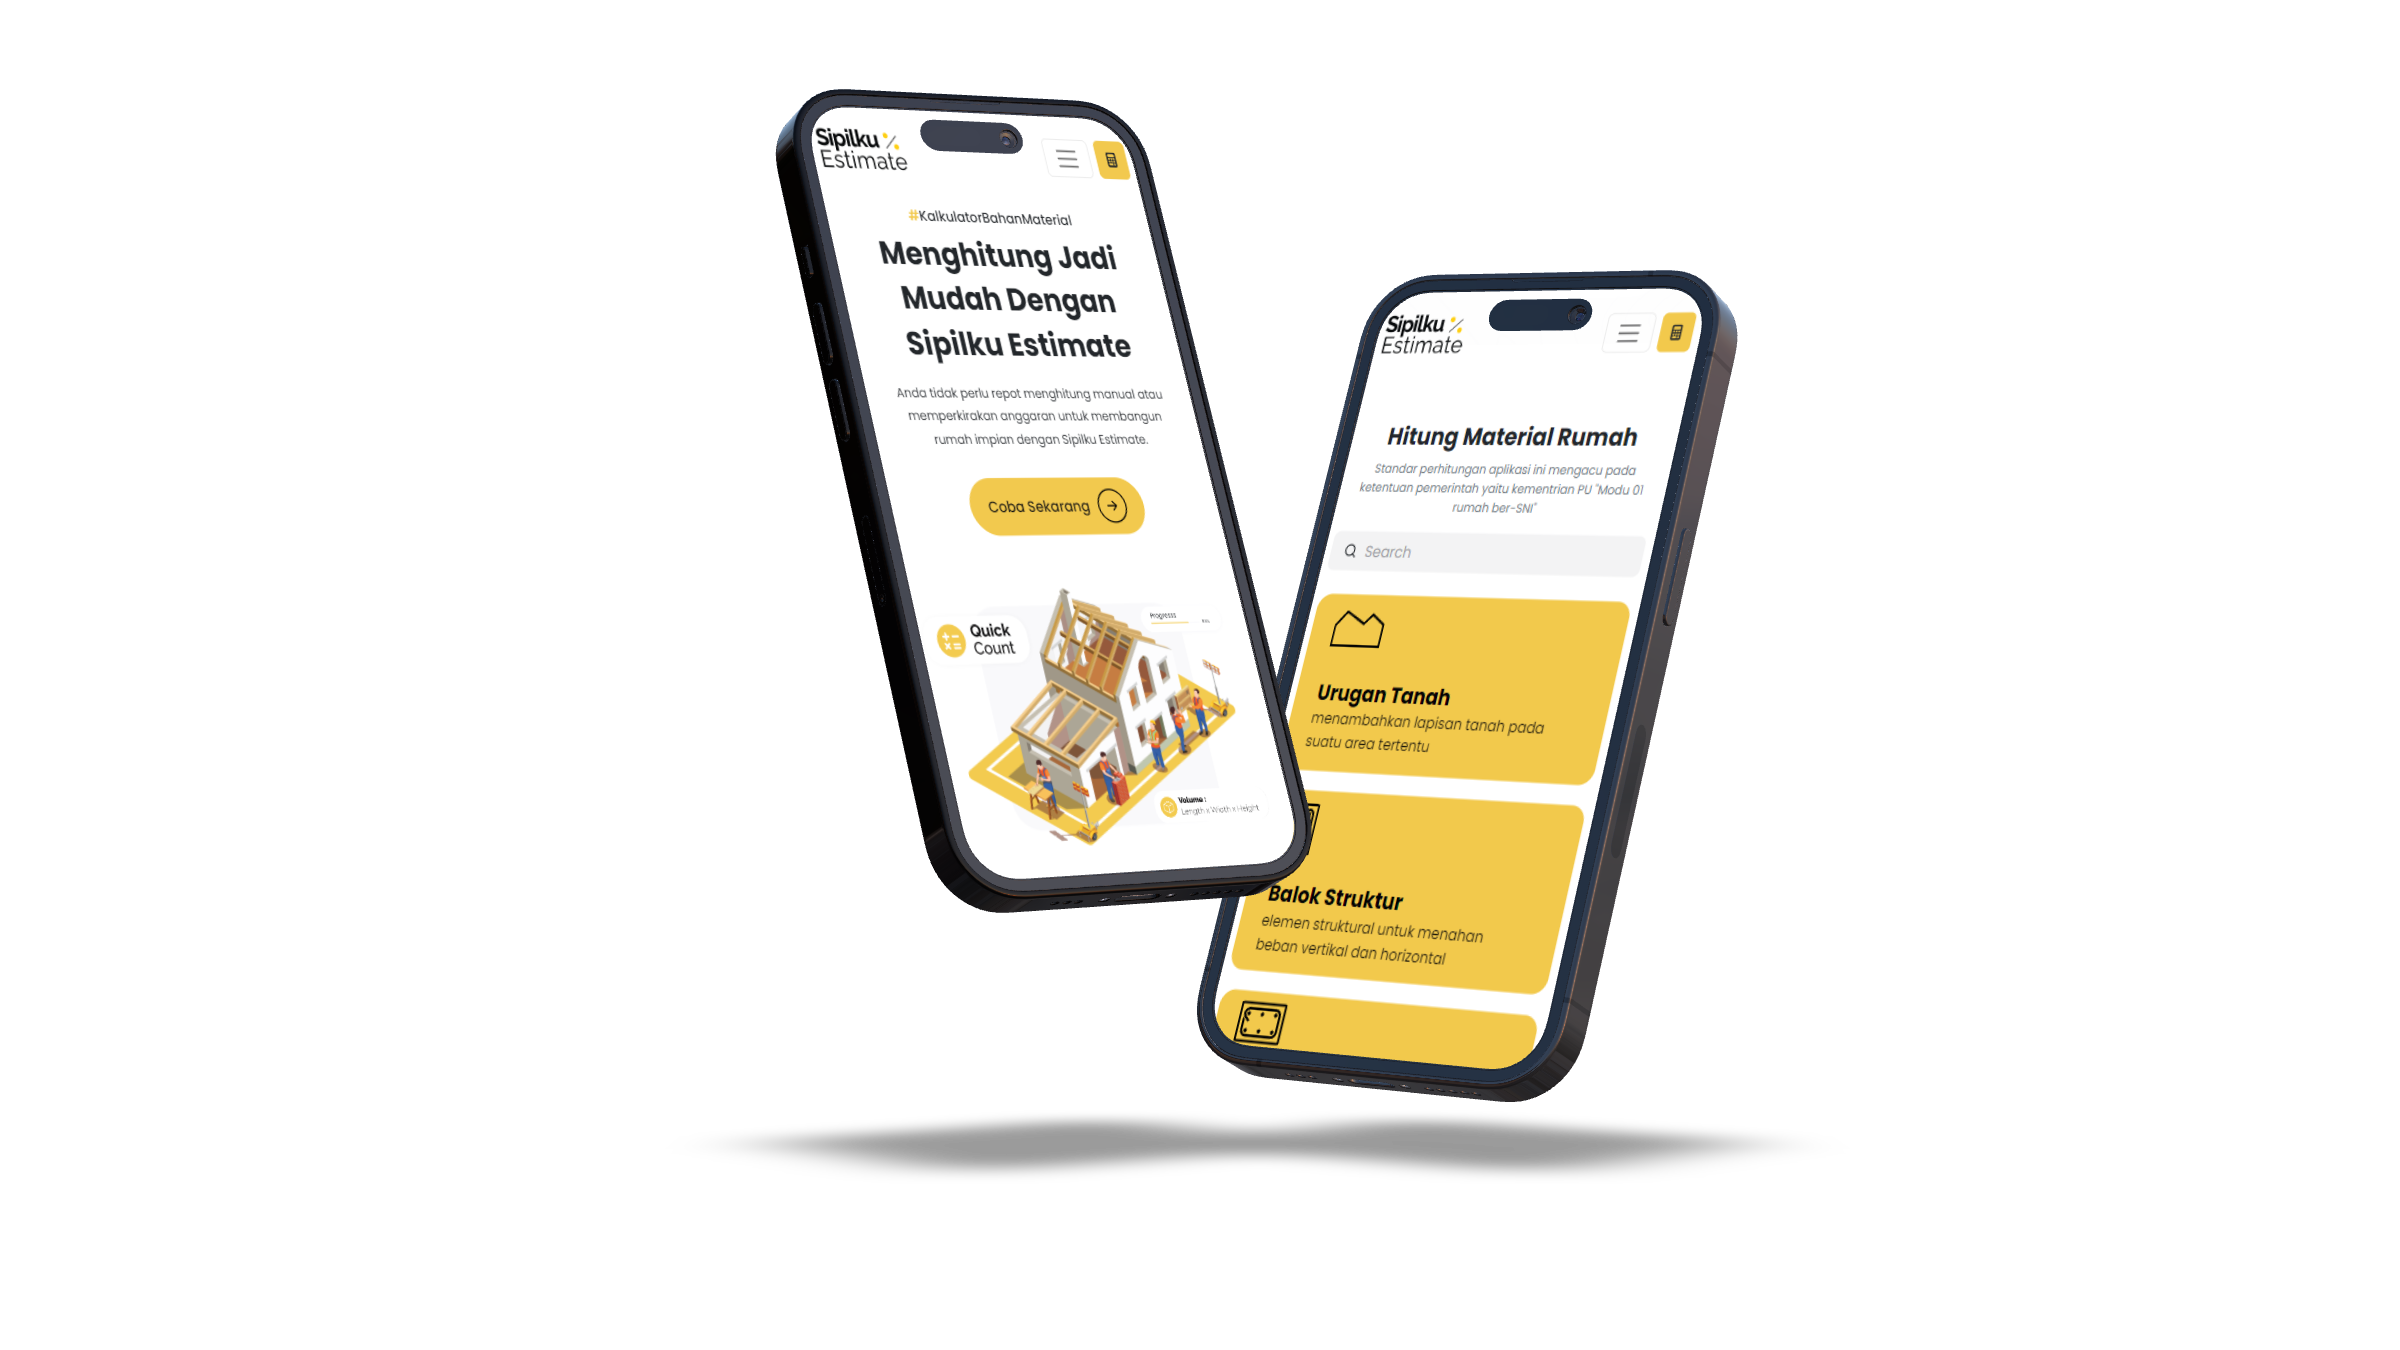 Sipilku
Estimate
#KalkulatorBahanMaterial
Menghitung Jadi
Mudah Dengan
Sipilku Estimate
Anda tidak perlu repot menghitung manual atau
memperkirakan anggaran untuk membangun
rumah impian dengan Sipilku Estimate.
Coba Sekarang
Quick
Count
Progresss
Volume :
Length x Width x Height
Sipilku
Estimate
Hitung Material Rumah
Standar perhitungan aplikasi ini mengacu pada
ketentuan pemerintah yaitu kementrian PU "Modu 01
rumah ber-SNI"
Search
Urugan Tanah
menambahkan lapisan tanah pada
suatu area tertentu
Balok Struktur
elemen struktural untuk menahan
beban vertikal dan horizontal